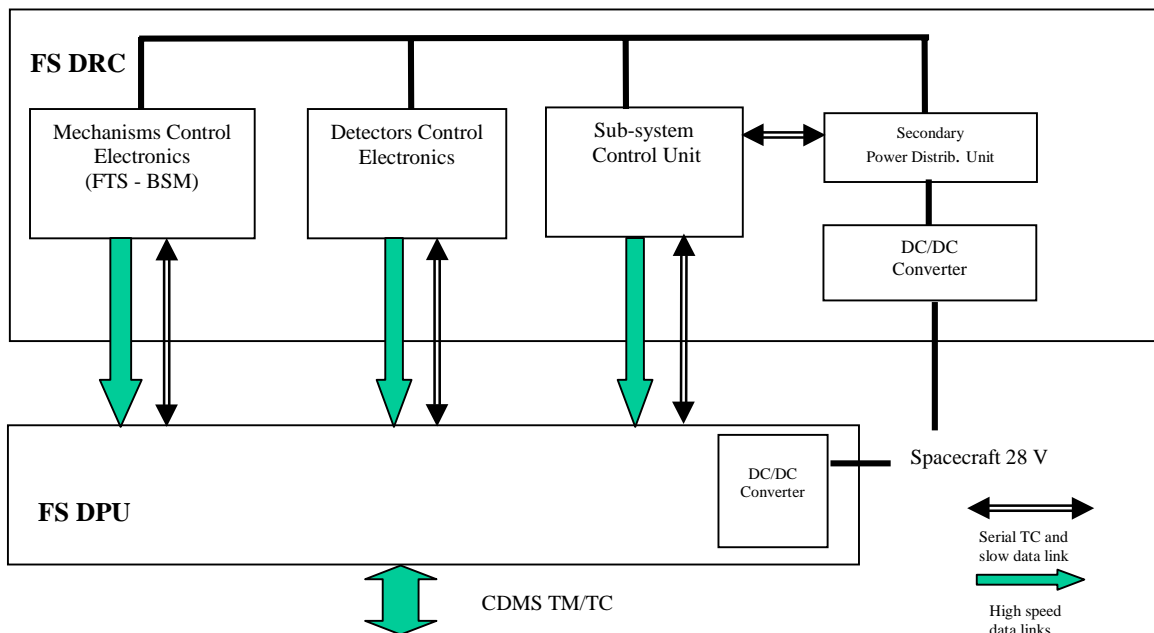 FS DRC
Mechanisms Control
Electronics
(FTS - BSM)
Detectors Control
Electronics
Sub-system
Control Unit
Secondary
Power Distrib. Unit
DC/DC
Converter
FS DPU
DC/DC
Converter
Spacecraft 28 V
Serial TC and
slow data link
High speed
data links
CDMS TM/TC